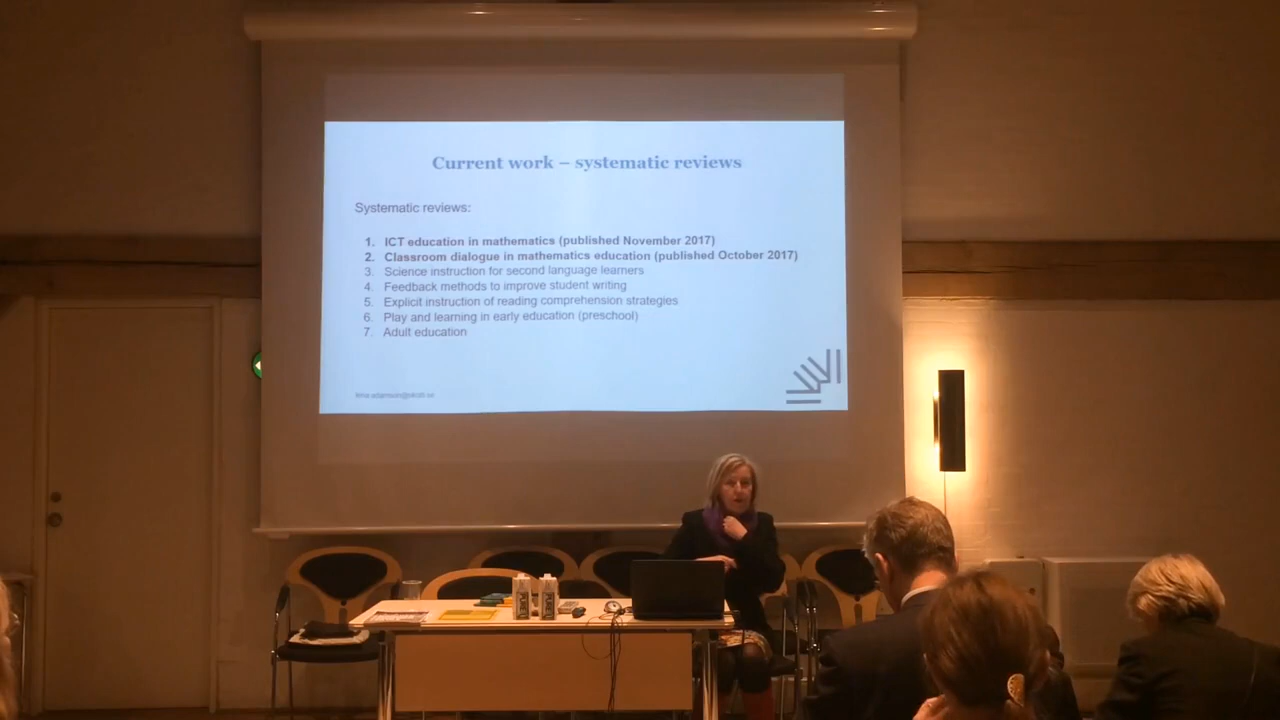 Current work – systematic reviews
Systematic reviews:
1. ICT education in mathematics (published November 2017)
2. Classroom dialogue in mathematics education (published October 2017)
3. Science instruction for second language learners
4. Feedback methods to improve student writing
5. Explicit instruction of reading comprehension strategies
6. Play and learning in early education (preschool)
7. Adult education